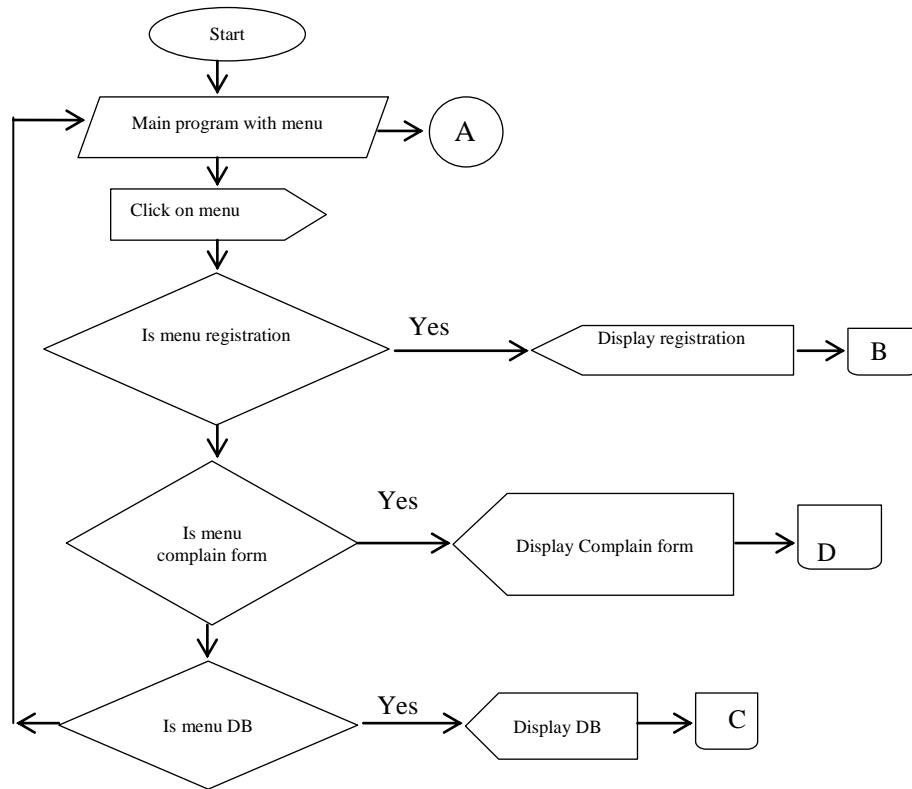 Start
Main program with menu
A
Click on menu
Is menu registration
Yes
Display registration
B
Is menu
complain form
Yes
Display Complain form
D
Is menu DB
Yes
Display DB
C